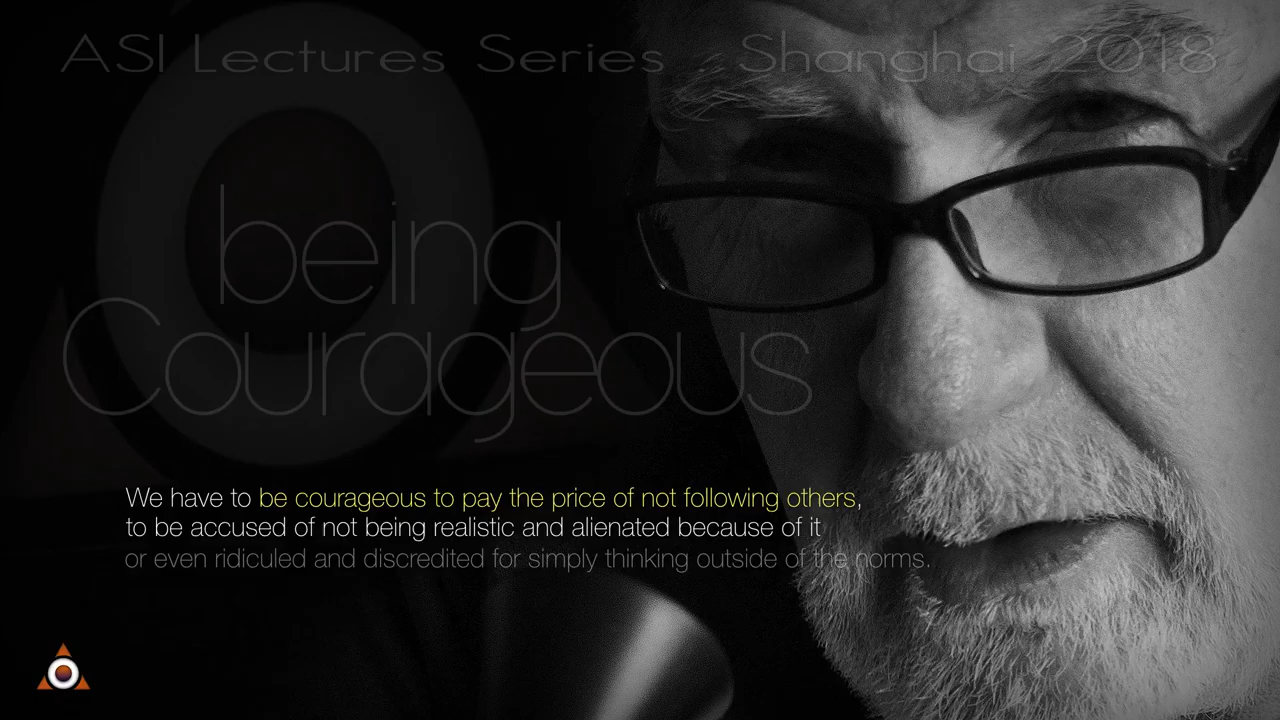 ASI Lectures Series - Shanghai 2018
being
Courageous
We have to be courageous to pay the price of not following others,
to be accused of not being realistic and alienated because of it
or even ridiculed and discredited for simply thinking outside of the norms.